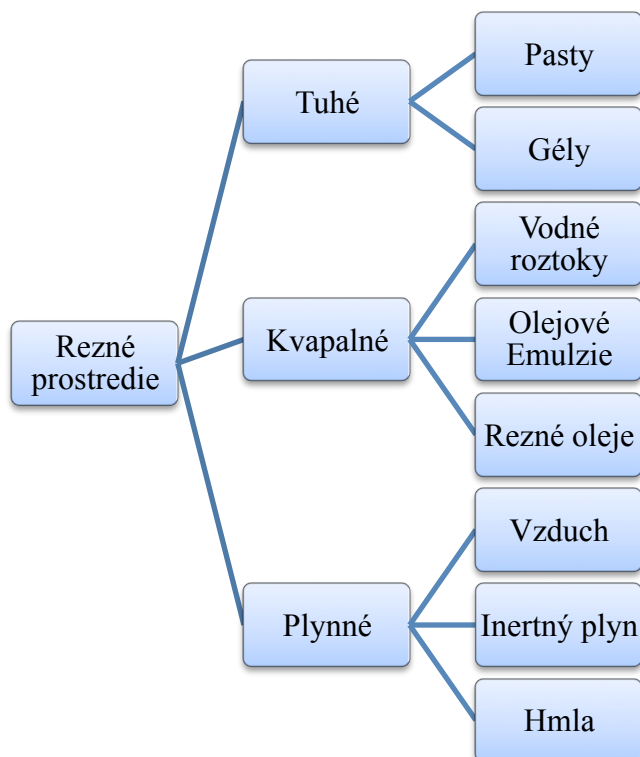 Rezné
prostredie
Tuhé
Pasty
Gély
Kvapalné
Vodné
roztoky
Olejové
Emulzie
Rezné oleje
Plynné
Vzduch
Inertný plyn
Hmla